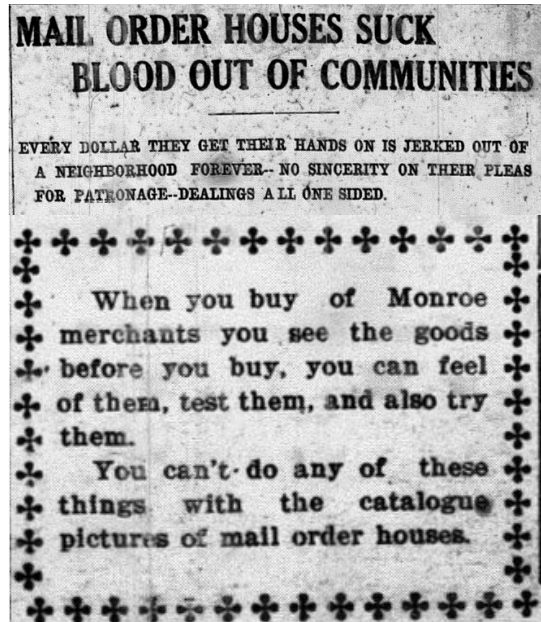 MAIL ORDER HOUSES SUCK
BLOOD OUT OF COMMUNITIES
EVERY DOLLAR THEY GET THEIR HANDS ON IS JERKED OUT OF
A NEIGHBORHOOD FOREVER--NO SINCERITY ON THEIR PLEAS
FOR PATRONAGE--DEALINGS ALL ONE SIDED.
When you buy of Monroe
merchants you see the goods
before you buy, you can feel
of them, test them, and also try
them.
You can't do any of these
things with the catalogue
pictures of mail order houses.